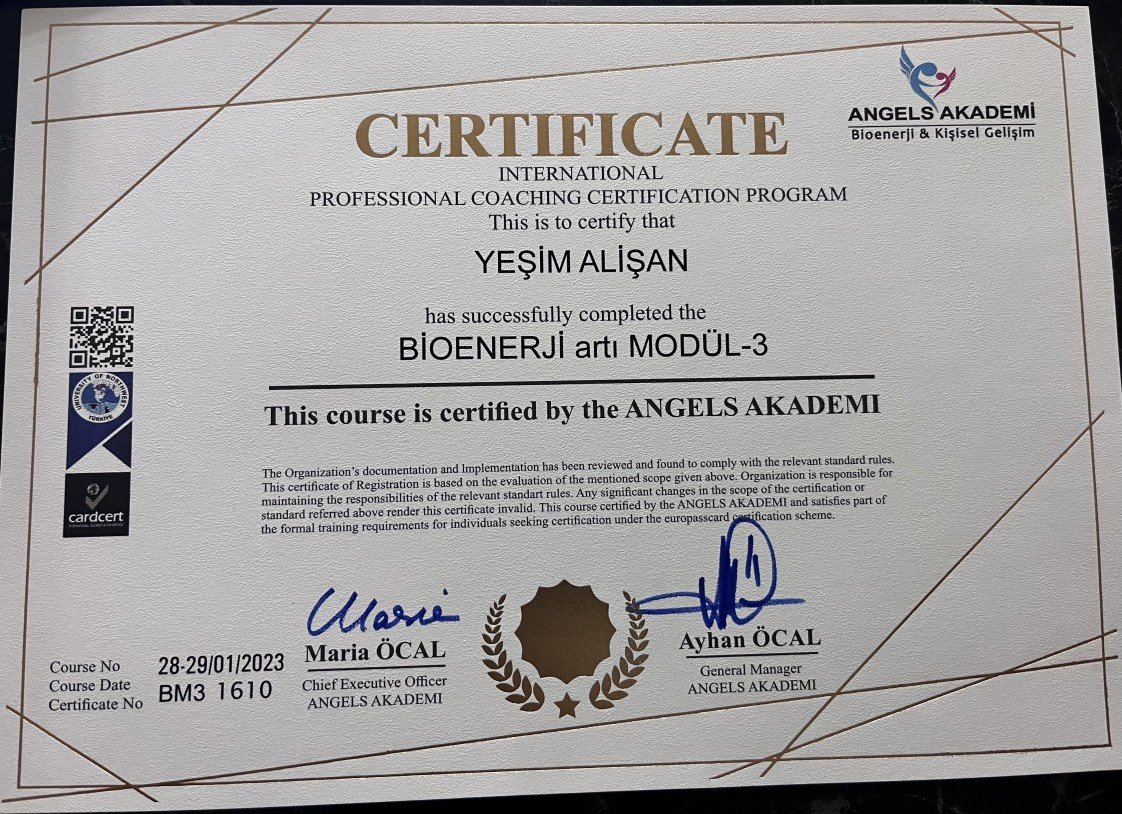 ANGELS AKADEMİ
Bioenerji & Kişisel Gelişim
CERTIFICATE
INTERNATIONAL
PROFESSIONAL COACHING CERTIFICATION PROGRAM
This is to certify that
YEŞİM ALİŞAN
has successfully completed the
BİOENERJİ artı MODÜL-3
This course is certified by the ANGELS AKADEMI
UNIVERSITY OF NORTHWEST
TÜRKİYE
cardcert
The Organization's documentation and Implementation has been reviewed and found to comply with the relevant standard rules.
This certificate of Registration is based on the evaluation of the mentioned scope given above. Organization is responsible for
maintaining the responsibilities of the relevant standart rules. Any significant changes in the scope of the certification or
standard referred above render this certificate invalid. This course certified by the ANGELS AKADEMI and satisfies part of
the formal training requirements for individuals seeking certification under the europasscard certification scheme.
Maria
Maria ÖCAL
Chief Executive Officer
ANGELS AKADEMI
Ayhan ÖCAL
General Manager
ANGELS AKADEMI
Course No
Course Date 28-29/01/2023
Certificate No BM3 1610